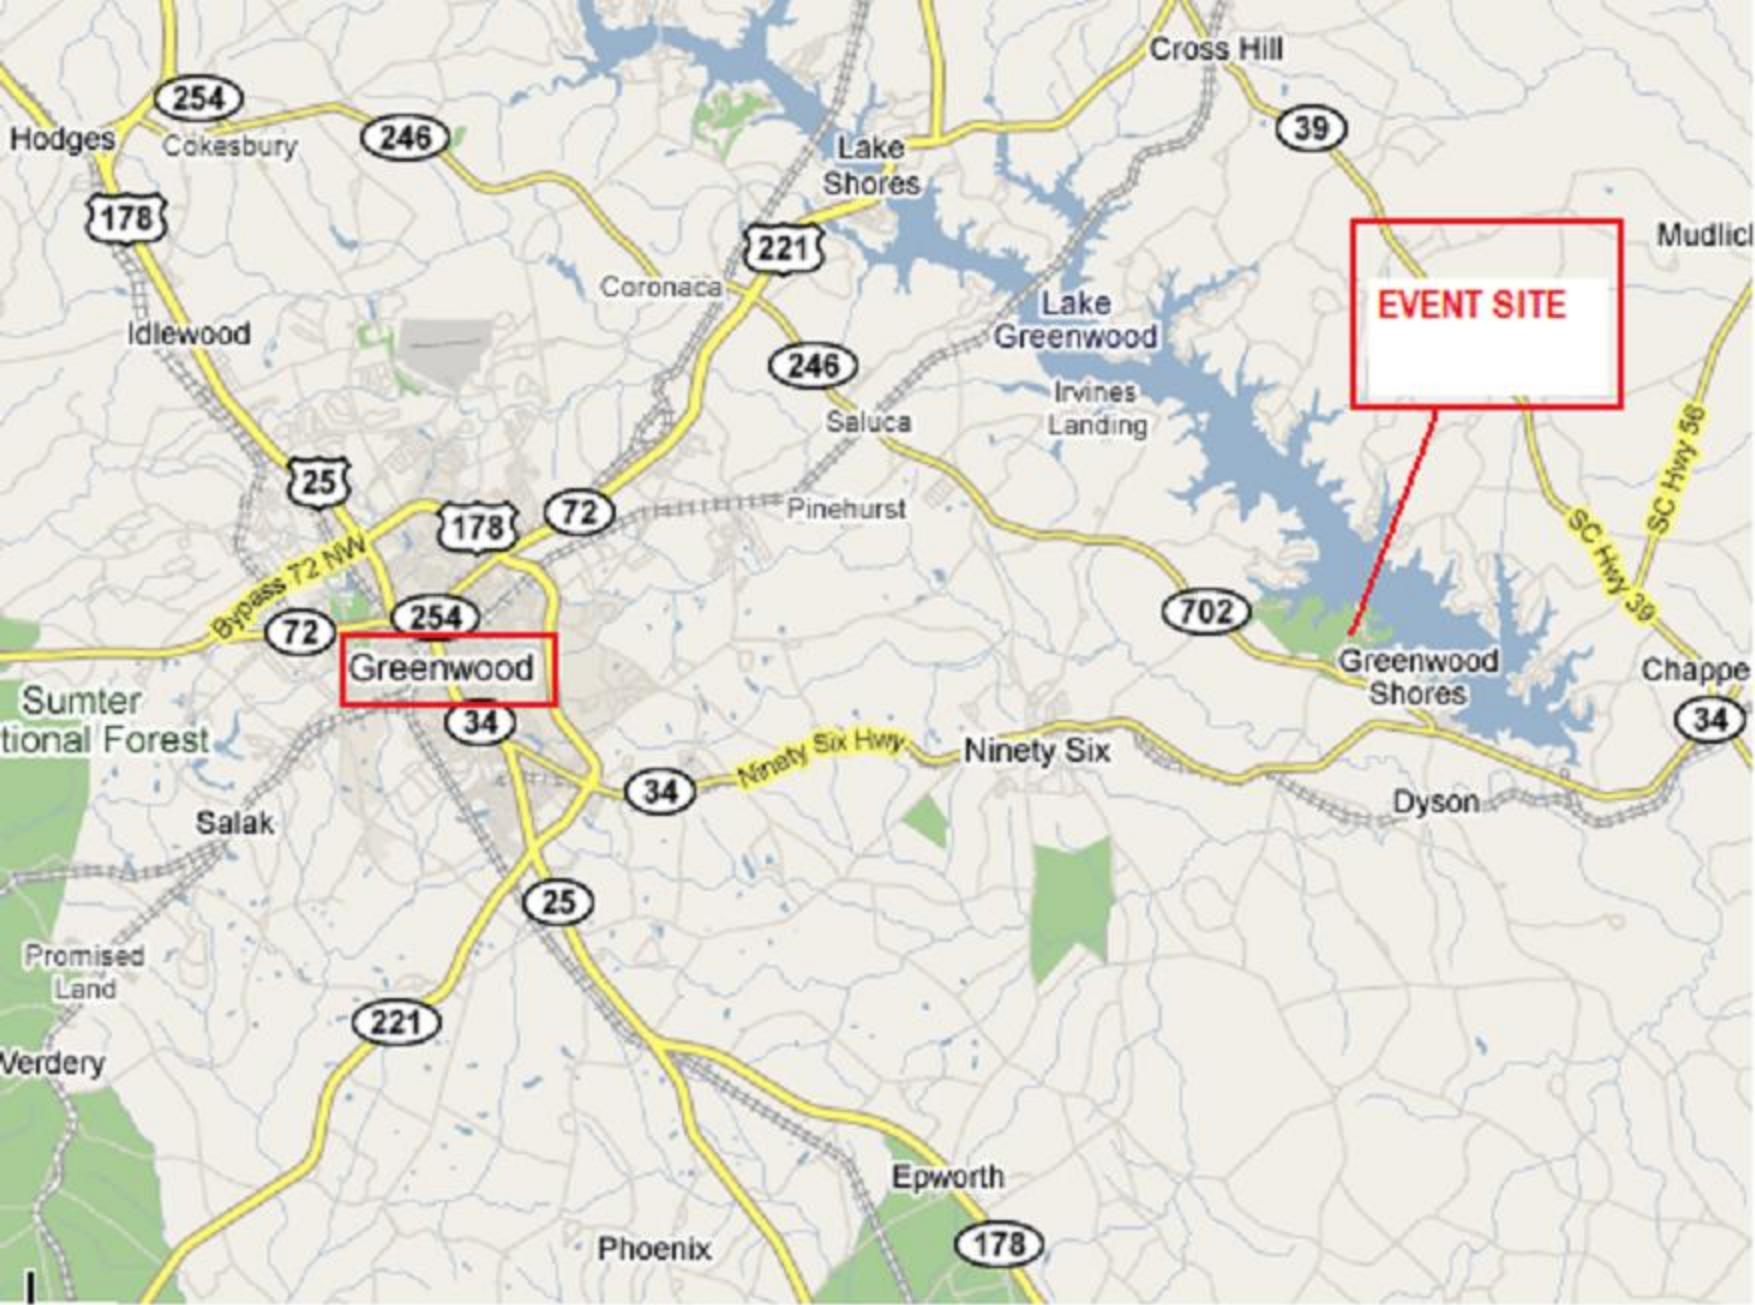 Cross Hill
254
39
246
Hodges
Cokesbury
Lake
Shores
178
221
Mudlicl
Coronaca
EVENT SITE
Lake
Greenwood
Idlewood
246
Irvines
Landing
Saluca
25
SC Hwy 56
72
178
Pinehurst
SC Hwy 39
Bypass 72 NW
254
702
72
Greenwood
Greenwood
Shores
Chappe
Sumter
tional Forest
34
34
Ninety Six Hwy
Ninety Six
34
Dyson
Salak
25
Promised
Land
221
Verdery
Epworth
Phoenix
178